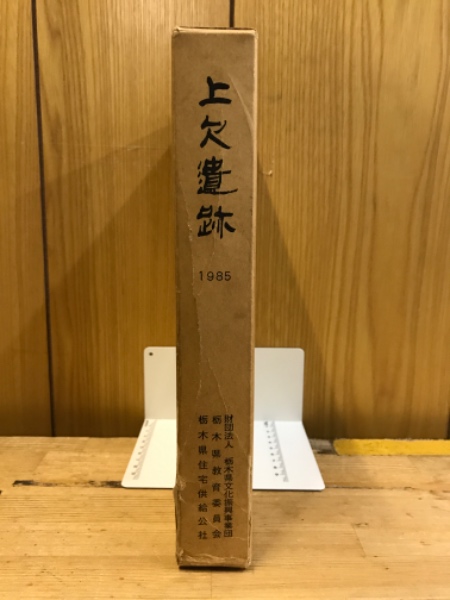 上欠遺跡
1985
財団法人 栃木県文化振興事業団
栃木県教育委員会
栃木県住宅供給公社